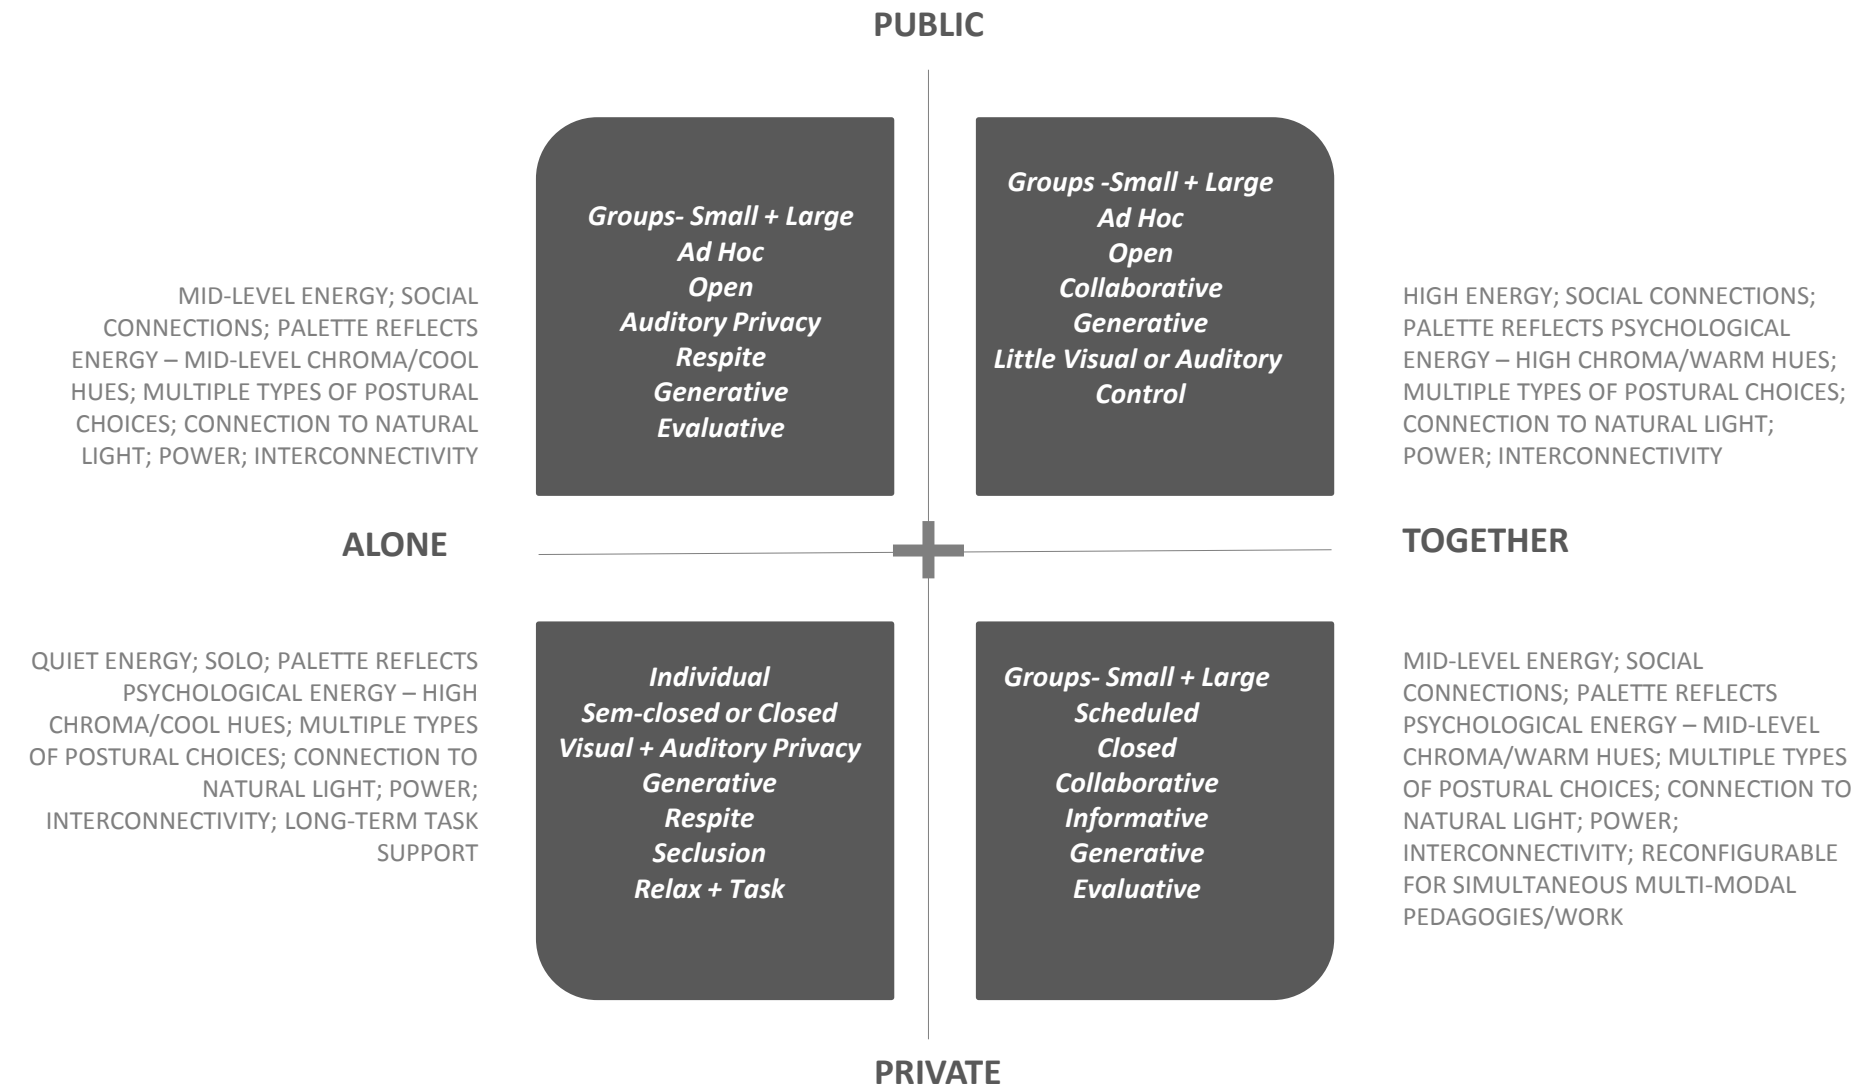 PUBLIC
Groups- Small + Large
Ad Hoc
Open
Auditory Privacy
Respite
Generative
Evaluative
Groups -Small + Large
Ad Hoc
Open
Collaborative
Generative
Little Visual or Auditory
Control
MID-LEVEL ENERGY; SOCIAL
CONNECTIONS; PALETTE REFLECTS
ENERGY – MID-LEVEL CHROMA/COOL
HUES; MULTIPLE TYPES OF POSTURAL
CHOICES; CONNECTION TO NATURAL
LIGHT; POWER; INTERCONNECTIVITY
HIGH ENERGY; SOCIAL CONNECTIONS;
PALETTE REFLECTS PSYCHOLOGICAL
ENERGY – HIGH CHROMA/WARM HUES;
MULTIPLE TYPES OF POSTURAL CHOICES;
CONNECTION TO NATURAL LIGHT;
POWER; INTERCONNECTIVITY
ALONE
TOGETHER
QUIET ENERGY; SOLO; PALETTE REFLECTS
PSYCHOLOGICAL ENERGY – HIGH
CHROMA/COOL HUES; MULTIPLE TYPES
OF POSTURAL CHOICES; CONNECTION TO
NATURAL LIGHT; POWER;
INTERCONNECTIVITY; LONG-TERM TASK
SUPPORT
Individual
Sem-closed or Closed
Visual + Auditory Privacy
Generative
Respite
Seclusion
Relax + Task
Groups- Small + Large
Scheduled
Closed
Collaborative
Informative
Generative
Evaluative
MID-LEVEL ENERGY; SOCIAL
CONNECTIONS; PALETTE REFLECTS
PSYCHOLOGICAL ENERGY – MID-LEVEL
CHROMA/WARM HUES; MULTIPLE TYPES
OF POSTURAL CHOICES; CONNECTION TO
NATURAL LIGHT; POWER;
INTERCONNECTIVITY; RECONFIGURABLE
FOR SIMULTANEOUS MULTI-MODAL
PEDAGOGIES/WORK
PRIVATE